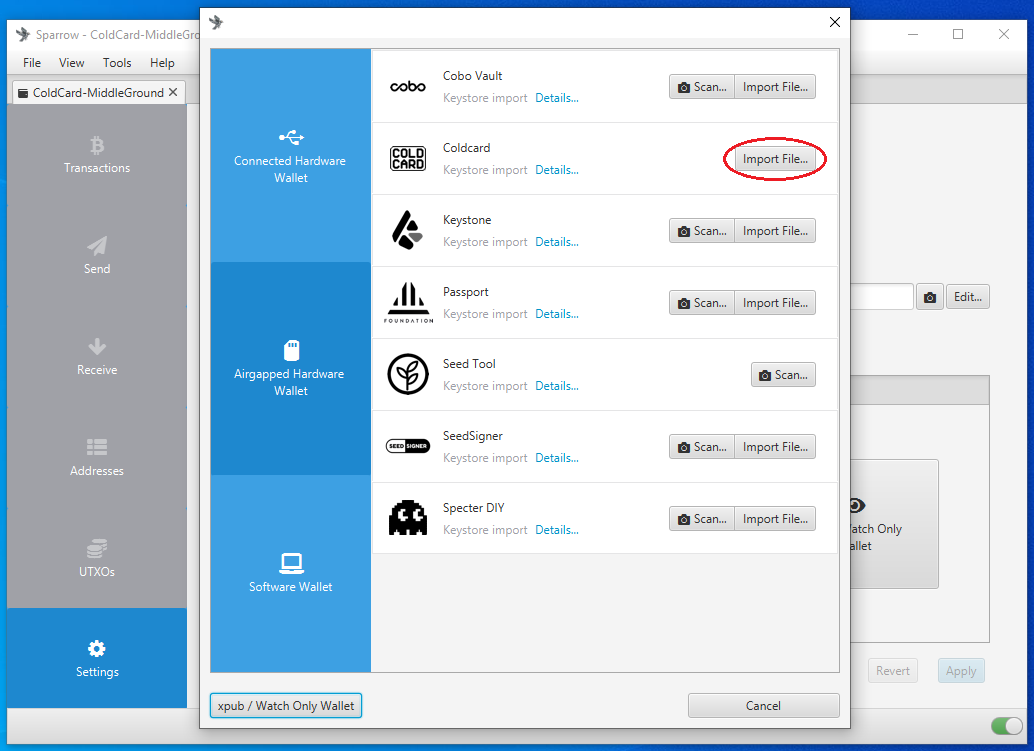 Sparrow - ColdCard-MiddleGro
File View Tools Help
ColdCard-MiddleGround
Transactions
Send
Receive
Addresses
UTXOs
Settings
Connected Hardware
Wallet
Airgapped Hardware
Wallet
Software Wallet
cobo
Cobo Vault
Keystore import Details...
Scan... Import File...
COLD
CARD
Coldcard
Keystore import Details...
Import File...
Keystone
Keystore import Details...
Scan... Import File...
FOUNDATION
Passport
Keystore import Details...
Scan... Import File...
Seed Tool
Keystore import Details...
Scan...
SEED SIGNER
SeedSigner
Keystore import Details...
Scan... Import File...
Specter DIY
Keystore import Details...
Scan... Import File...
xpub / Watch Only Wallet
Cancel
Edit...
atch Only
allet
Revert
Apply